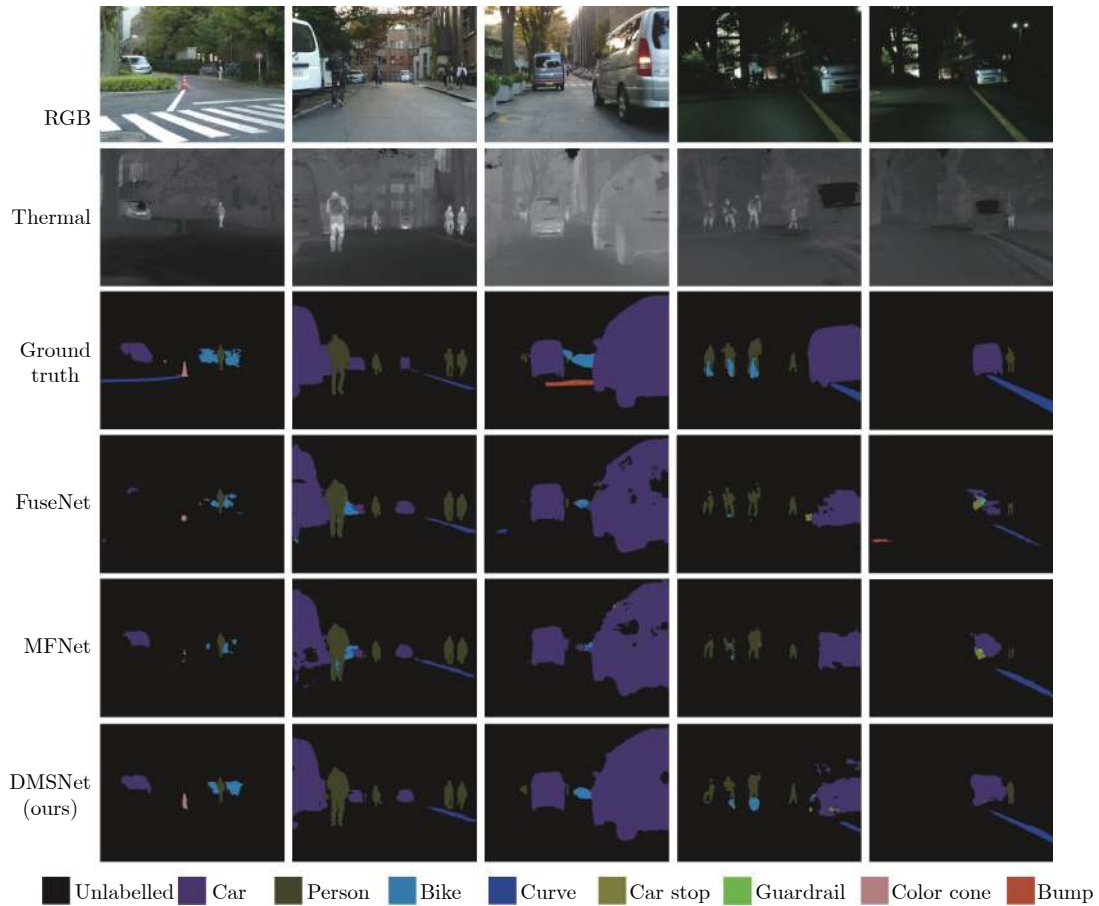 RGB
Thermal
Ground
truth
FuseNet
MFNet
DMSNet
(ours)
Unlabelled Car Person Bike Curve Car stop Guardrail Color cone Bump